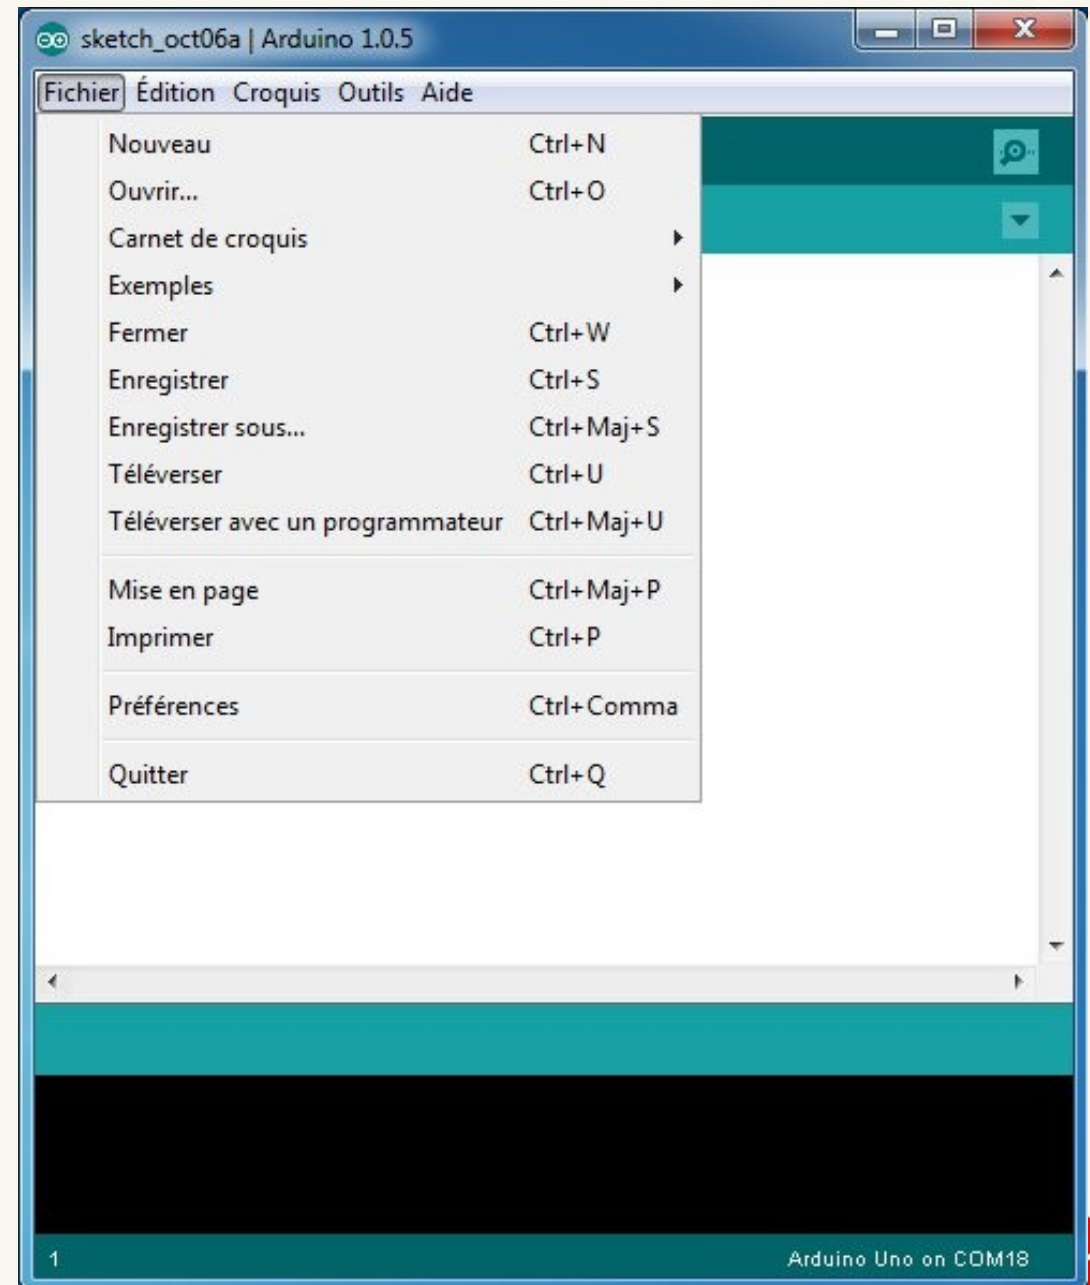 sketch_oct06a | Arduino 1.0.5
Fichier Édition Croquis Outils Aide
Nouveau Ctrl+N
Ouvrir... Ctrl+O
Carnet de croquis
Exemples
Fermer Ctrl+W
Enregistrer Ctrl+S
Enregistrer sous... Ctrl+Maj+S
Téléverser Ctrl+U
Téléverser avec un programmateur Ctrl+Maj+U
Mise en page Ctrl+Maj+P
Imprimer Ctrl+P
Préférences Ctrl+Comma
Quitter Ctrl+Q
1 Arduino Uno on COM18